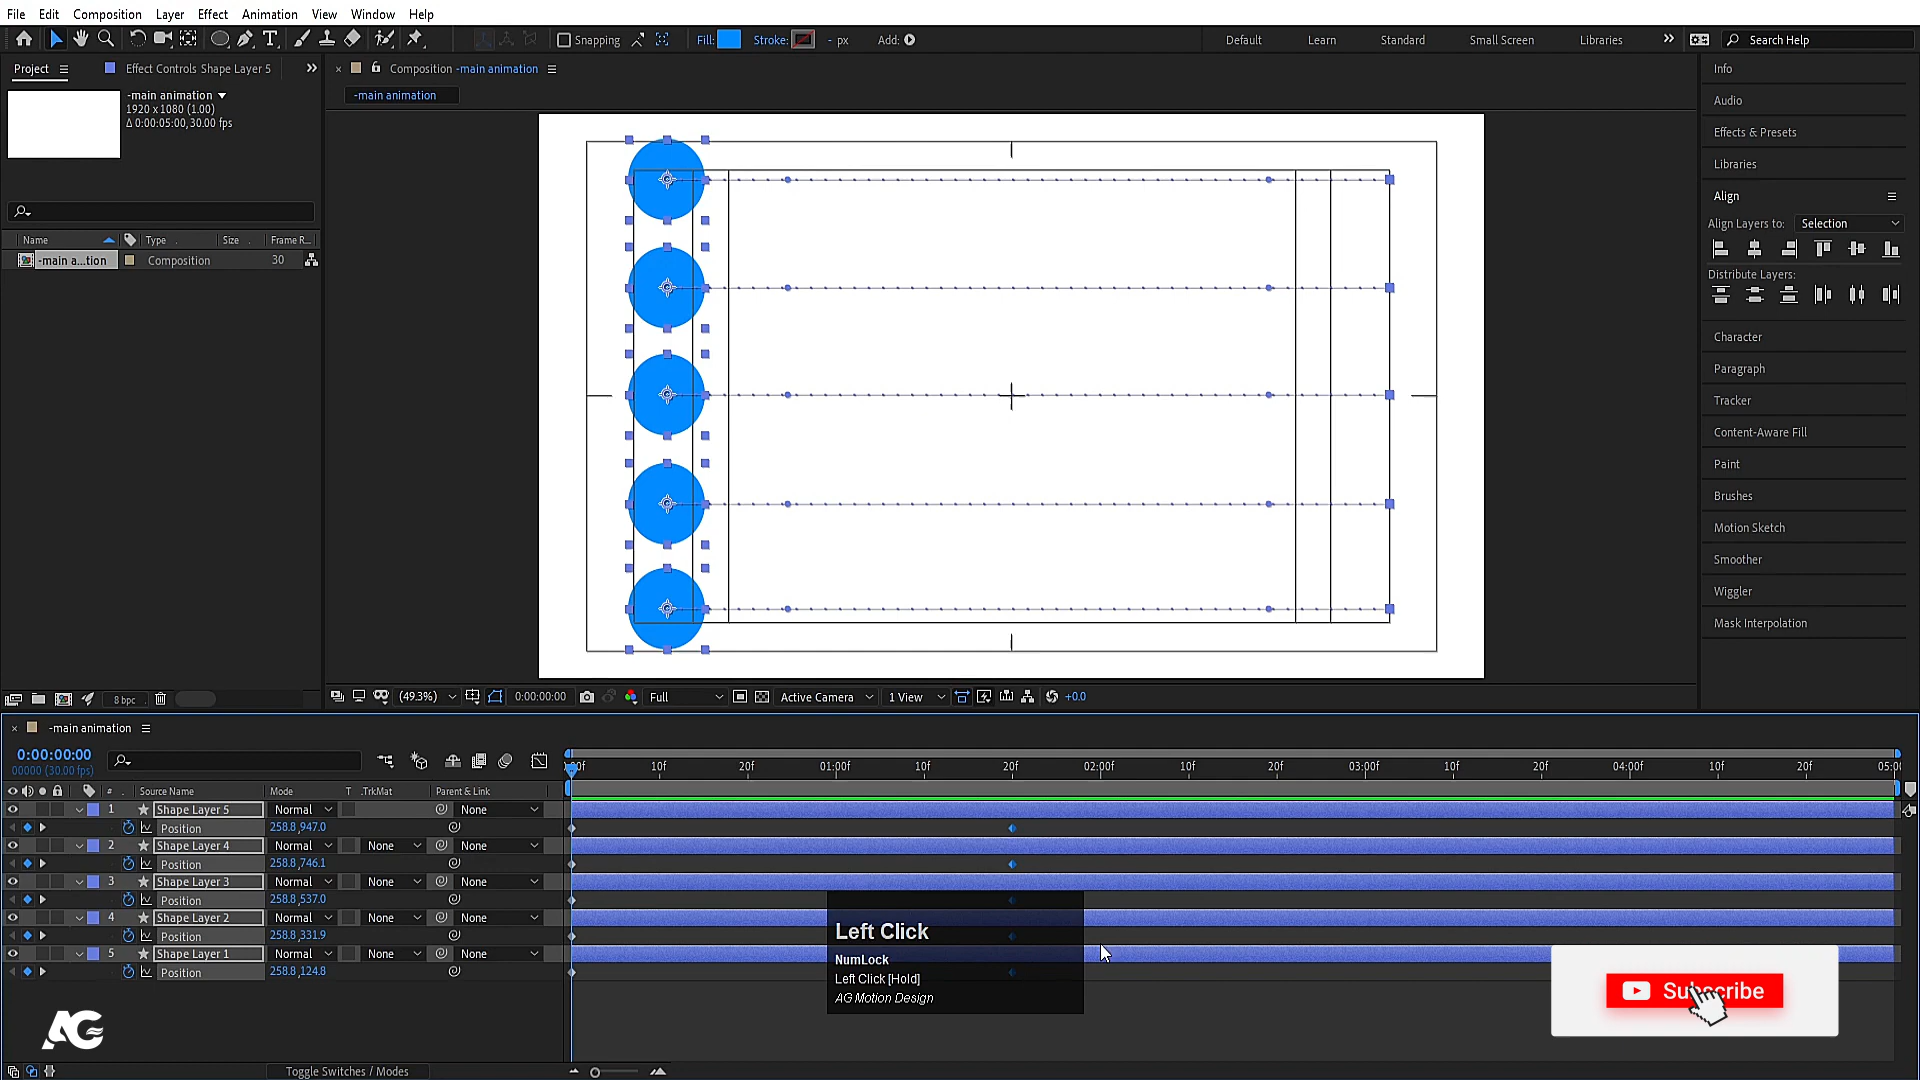 File Edit Composition Layer Effect Animation View Window Help
Snapping Fill: Stroke: - px Add: Default Learn Standard Small Screen Libraries » Search Help
Project Effect Controls Shape Layer 5 »
× Composition -main animation
-main animation
-main animation
1920 x 1080 (1.00)
Δ 0:00:05:00,30.00 fps
Name Type Size Frame R...
-main a...tion Composition 30
Info
Audio
Effects & Presets
Libraries
Align
Align Layers to: Selection
Distribute Layers:
Character
Paragraph
Tracker
Content-Aware Fill
Paint
Brushes
Motion Sketch
Smoother
Wiggler
Mask Interpolation
8 bpc
(49.3%) 0:00:00:00 Full Active Camera 1 View +0.0
× -main animation
0:00:00:00
00000 (30.00 fps)
10f 20f 01:00f 10f 20f 02:00f 10f 20f 03:00f 10f 20f 04:00f 10f 20f 05:0
# Source Name Mode T .TrkMat Parent & Link
1 Shape Layer 5 Normal None
Position 258.8,947.0
2 Shape Layer 4 Normal None None
Position 258.8,746.1
3 Shape Layer 3 Normal None None
Position 258.8,537.0
4 Shape Layer 2 Normal None None
Position 258.8,331.9
5 Shape Layer 1 Normal None None
Position 258.8,124.8
Left Click
NumLock
Left Click [Hold]
AG Motion Design
Subscribe
AG
Toggle Switches / Modes